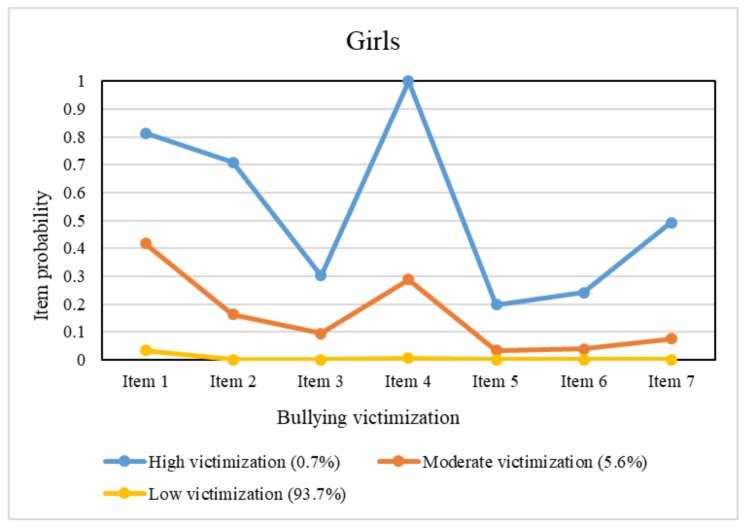 Girls
1
0.9
0.8
0.7
0.6
0.5
0.4
0.3
0.2
0.1
0
Item probability
Item 1 Item 2 Item 3 Item 4 Item 5 Item 6 Item 7
Bullying victimization
High victimization (0.7%) Moderate victimization (5.6%)
Low victimization (93.7%)